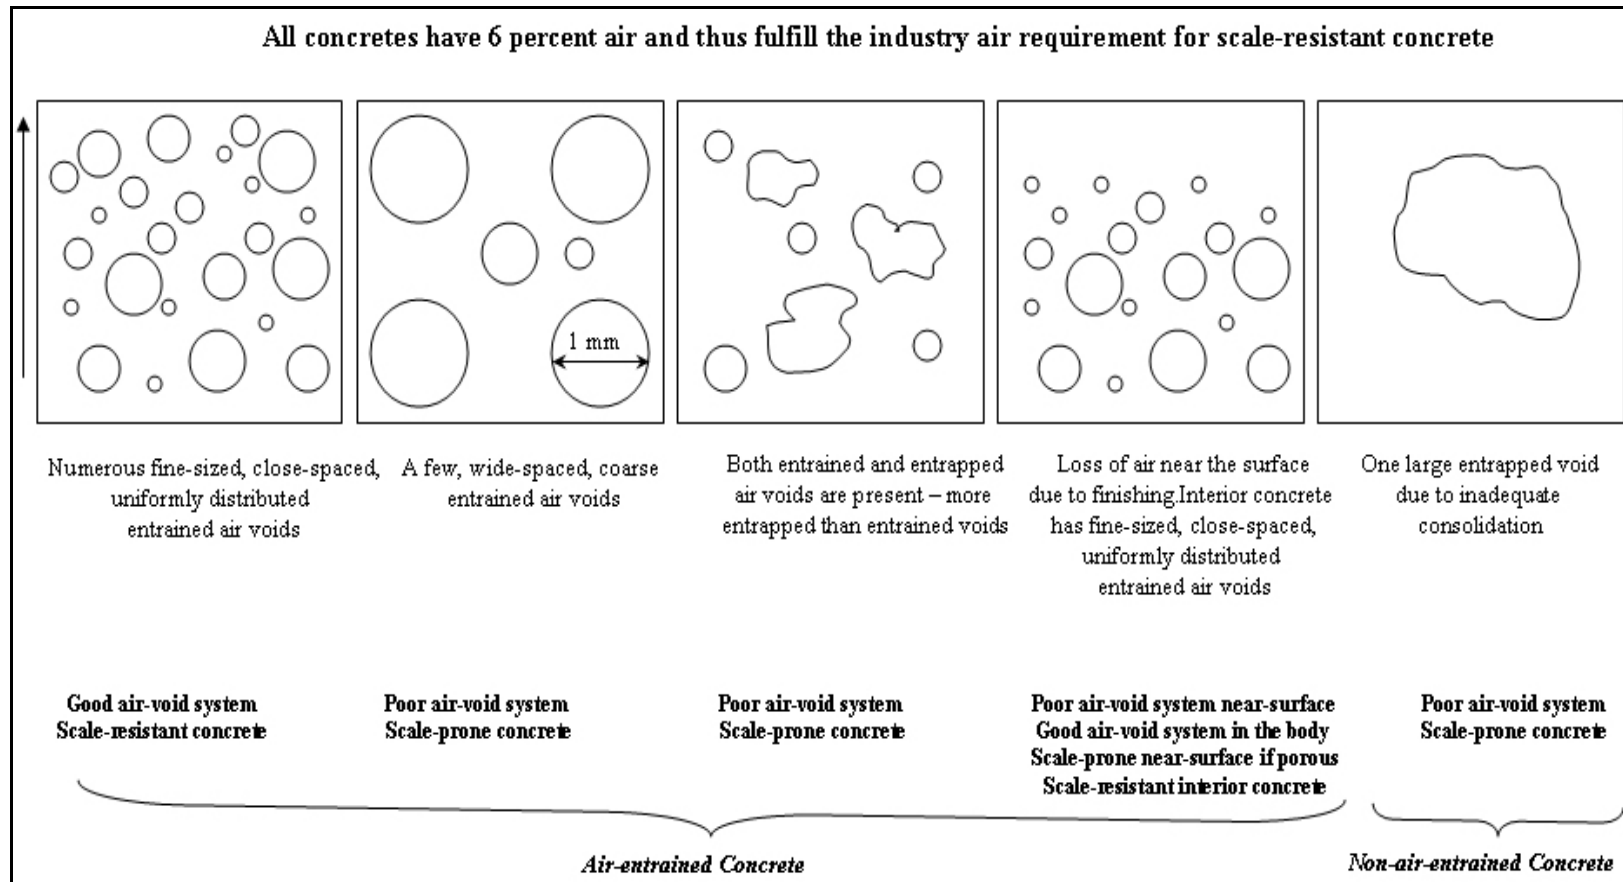 All concretes have 6 percent air and thus fulfill the industry air requirement for scale-resistant concrete
1 mm
Numerous fine-sized, close-spaced,
uniformly distributed
entrained air voids
A few, wide-spaced, coarse
entrained air voids
Both entrained and entrapped
air voids are present – more
entrapped than entrained voids
Loss of air near the surface
due to finishing.Interior concrete
has fine-sized, close-spaced,
uniformly distributed
entrained air voids
One large entrapped void
due to inadequate
consolidation
Good air-void system
Scale-resistant concrete
Poor air-void system
Scale-prone concrete
Poor air-void system
Scale-prone concrete
Poor air-void system near-surface
Good air-void system in the body
Scale-prone near-surface if porous
Scale-resistant interior concrete
Poor air-void system
Scale-prone concrete
Air-entrained Concrete
Non-air-entrained Concrete